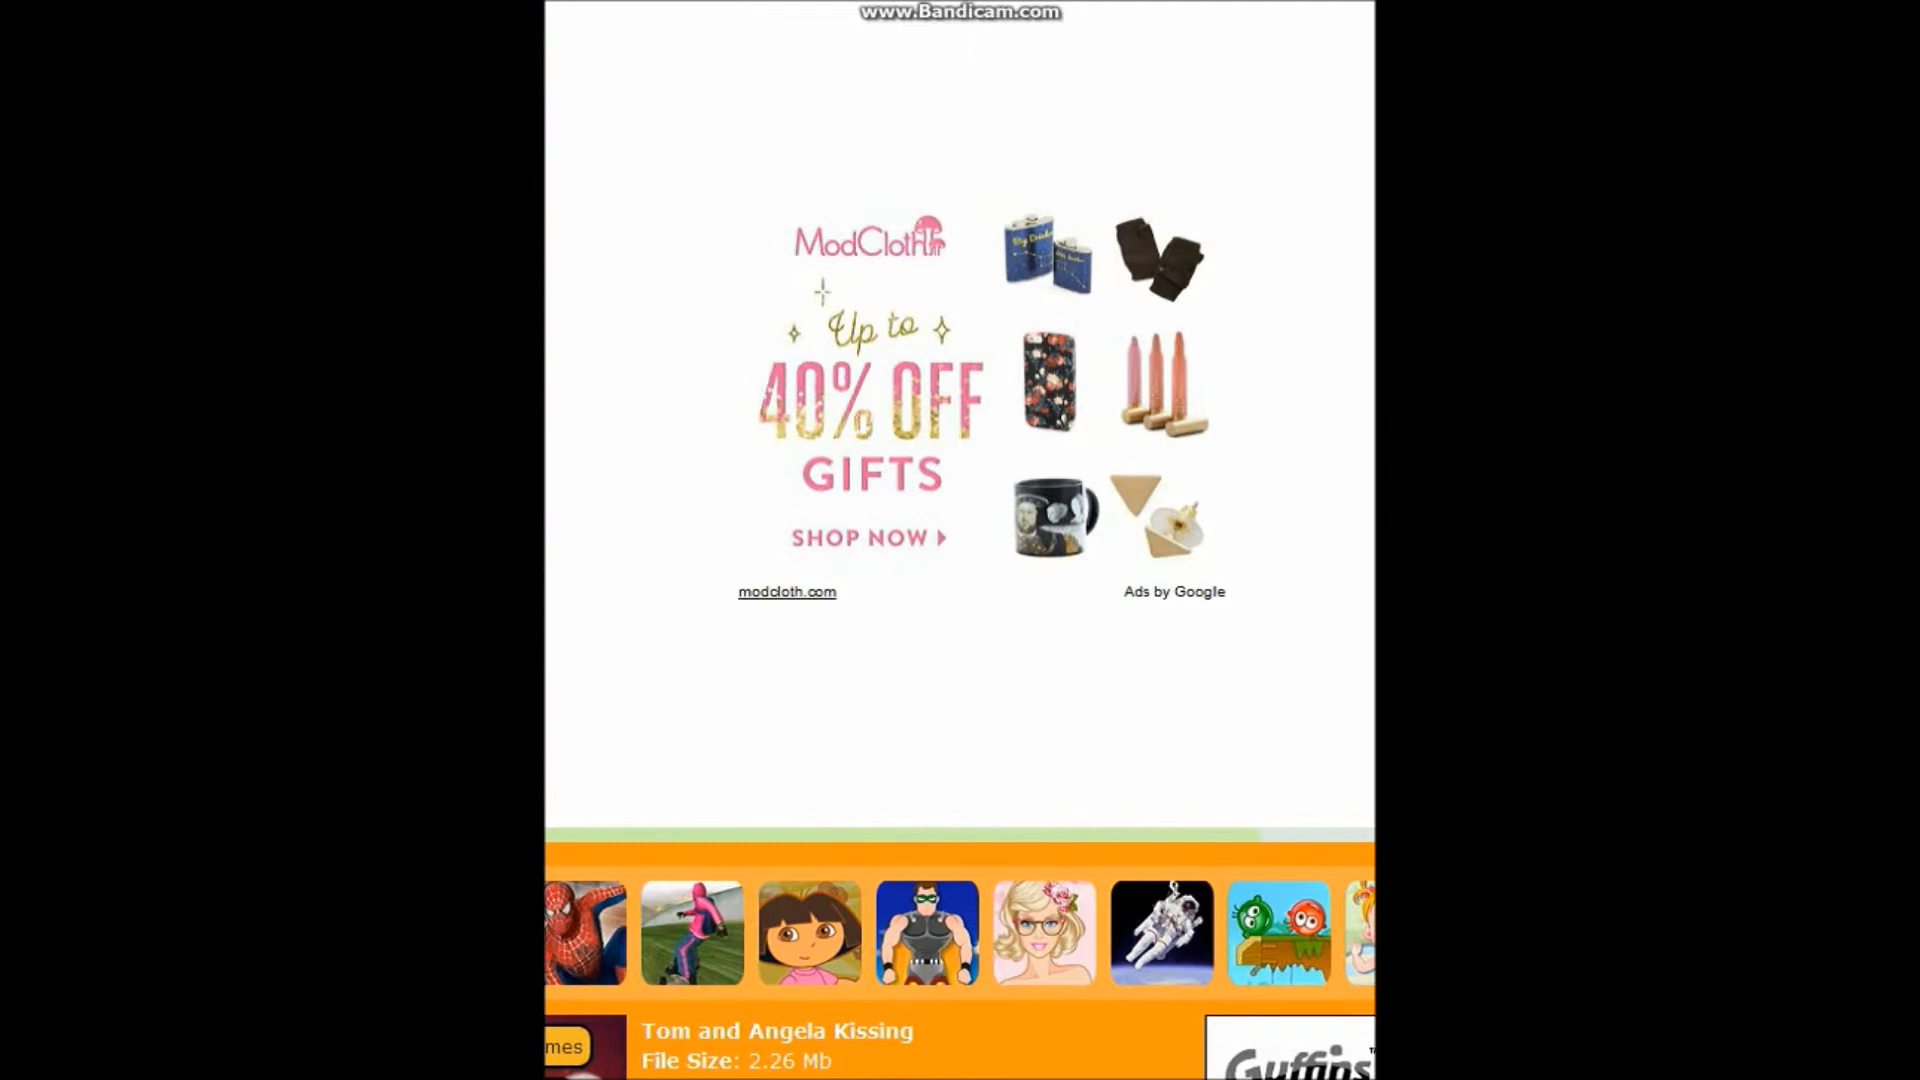 www.Bandicam.com
ModCloth
Up to
40% OFF
GIFTS
SHOP NOW
modcloth.com
Ads by Google
Tom and Angela Kissing
mes
File Size: 2.26 Mb
Guffins